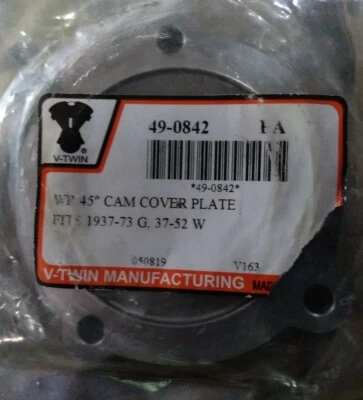 V-TWIN
49-0842 EA
*49-0842*
45" CAM COVER PLATE
FITS 1937-73 G, 37-52 W
050819 V163
V-TWIN MANUFACTURING